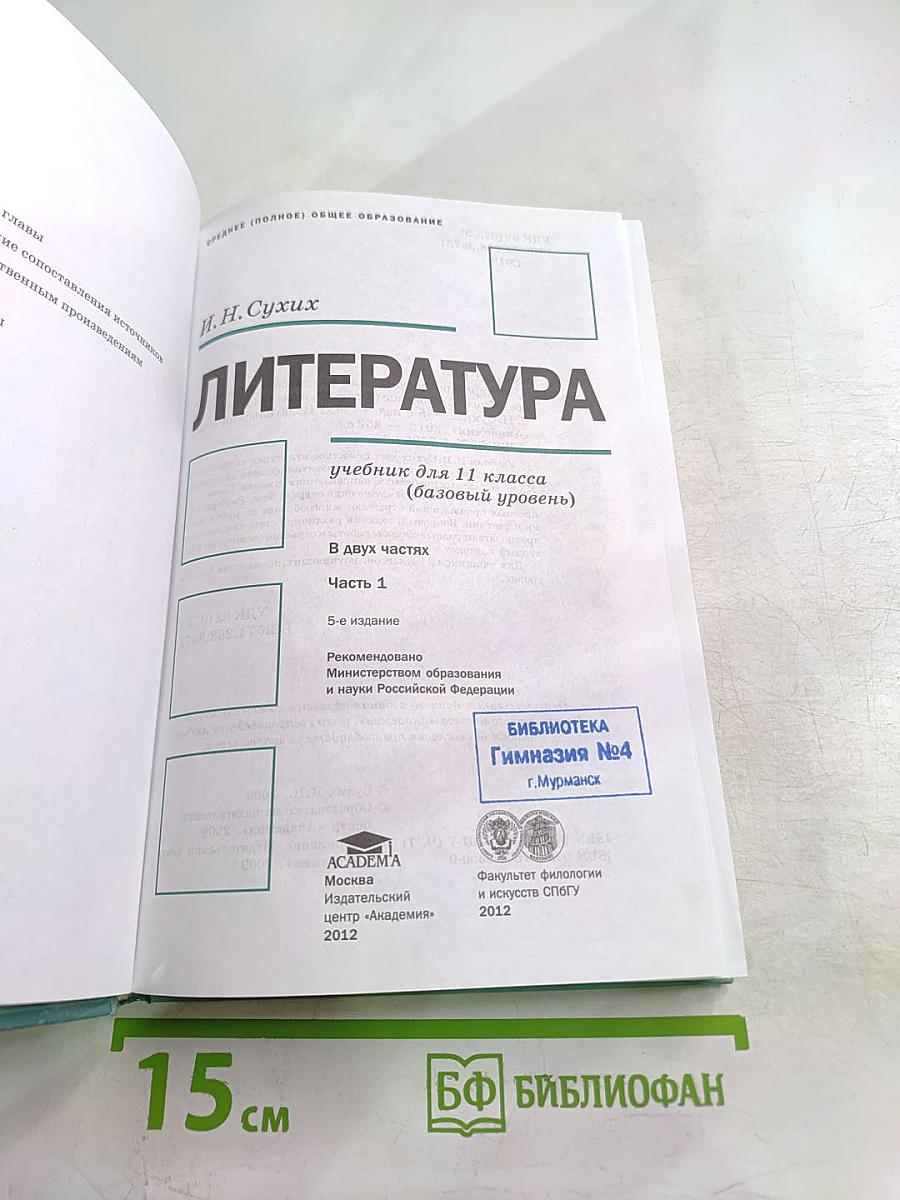 главы
ие сопоставления источников
твенным произведениям
СРЕДНЕЕ (ПОЛНОЕ) ОБЩЕЕ ОБРАЗОВАНИЕ
И. Н. Сухих
ЛИТЕРАТУРА
учебник для 11 класса
(базовый уровень)
В двух частях
Часть 1
5-е издание
Рекомендовано
Министерством образования
и науки Российской Федерации
БИБЛИОТЕКА
Гимназия №4
г.Мурманск
ACADEMA
Москва
Издательский
центр «Академия»
2012
Факультет филологии
и искусств СПбГУ
2012
15 см
БФ БИБЛИОФАН